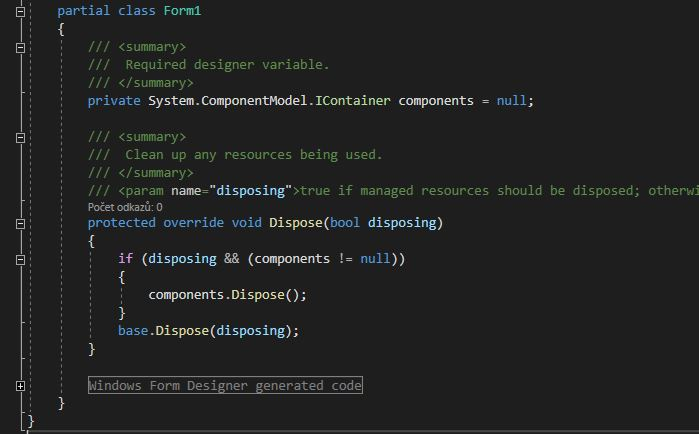 partial class Form1
{
/// <summary>
///  Required designer variable.
/// </summary>
private System.ComponentModel.IContainer components = null;
/// <summary>
///  Clean up any resources being used.
/// </summary>
/// <param name="disposing">true if managed resources should be disposed;
Počet odkazů: 0
protected override void Dispose(bool disposing)
{
if (disposing && (components != null))
{
components.Dispose();
}
base.Dispose(disposing);
}
Windows Form Designer generated code
}
}